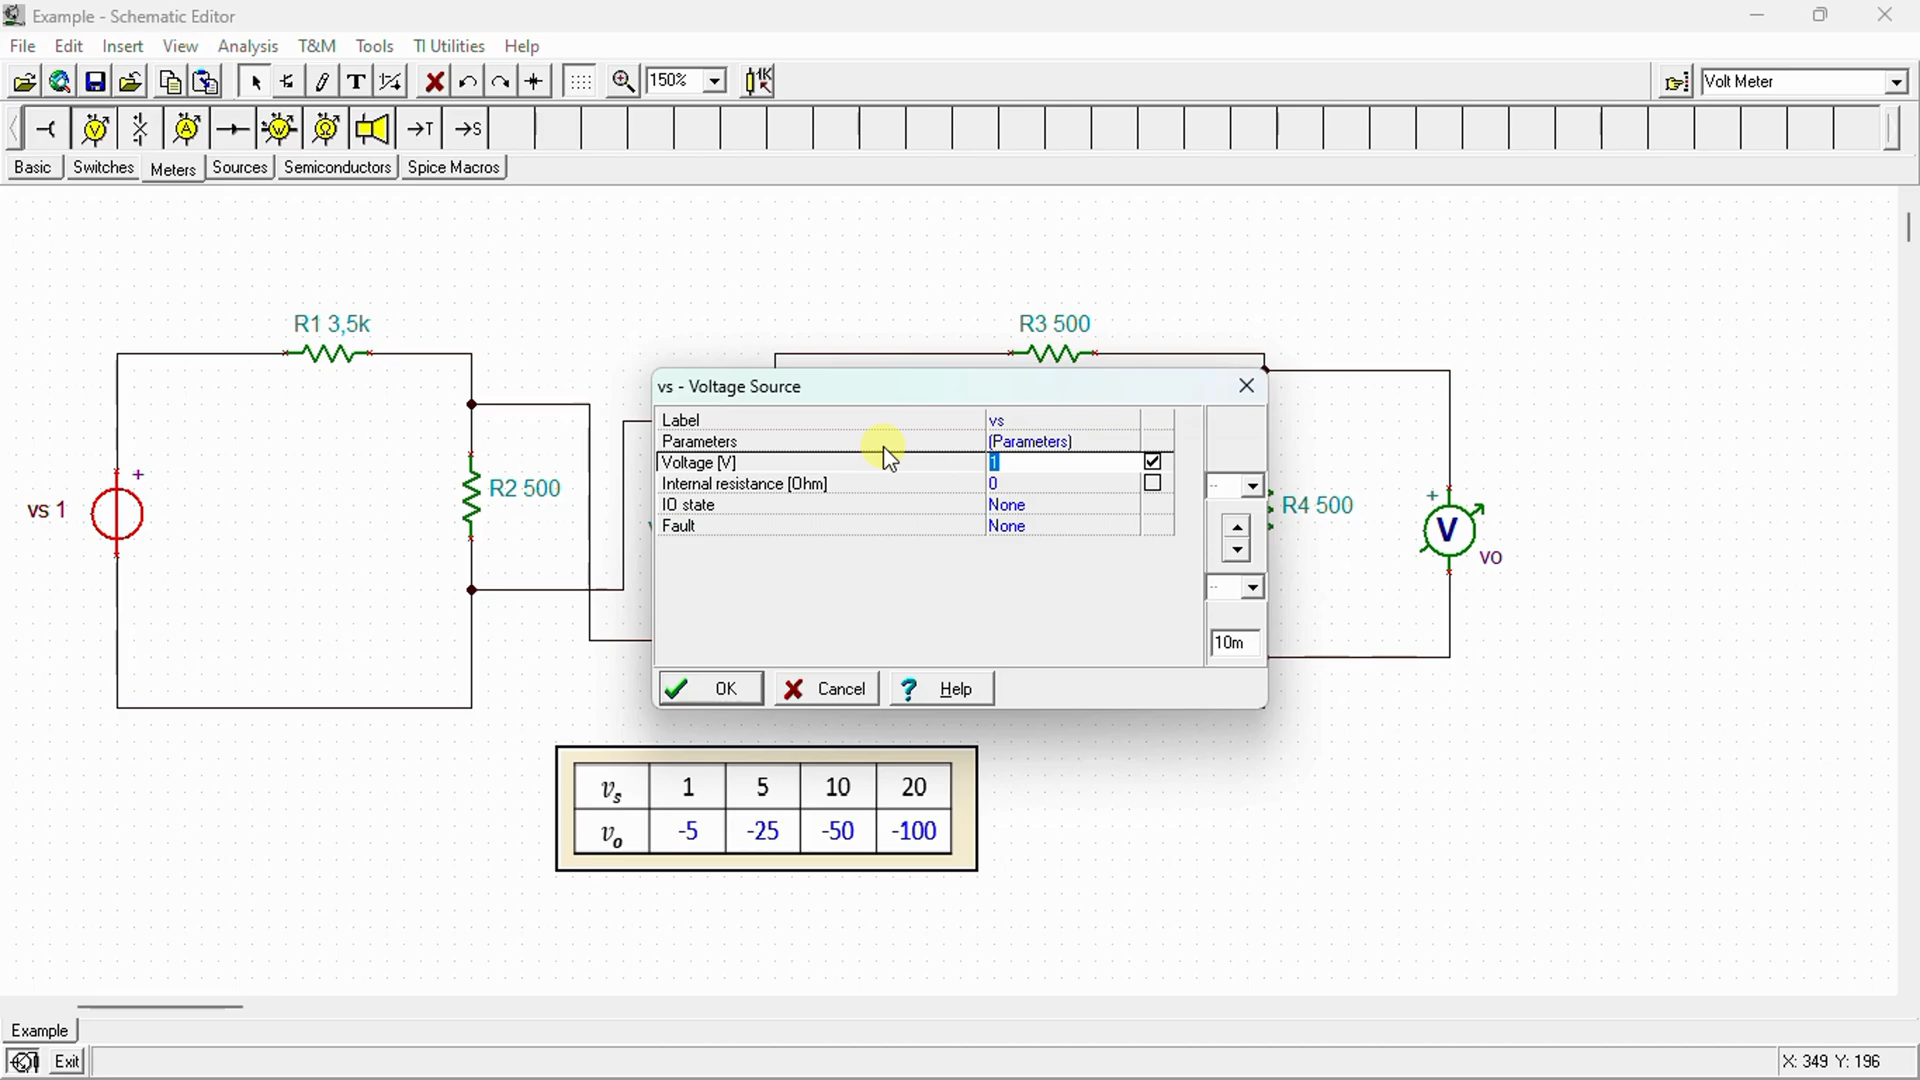 Example - Schematic Editor
File Edit Insert View Analysis T&M Tools TI Utilities Help
T 150% 1K Volt Meter
V A W Ω →T →S
Basic Switches Meters Sources Semiconductors Spice Macros
R1 3,5k
R3 500
vs - Voltage Source
Label vs
Parameters (Parameters)
Voltage [V] 1
Internal resistance [Ohm] 0
IO state None
Fault None
--
--
10m
OK Cancel ? Help
+
vs 1
R2 500
R4 500
+
V
vo
vs 1 5 10 20
vo -5 -25 -50 -100
Example
Exit
X: 349 Y: 196